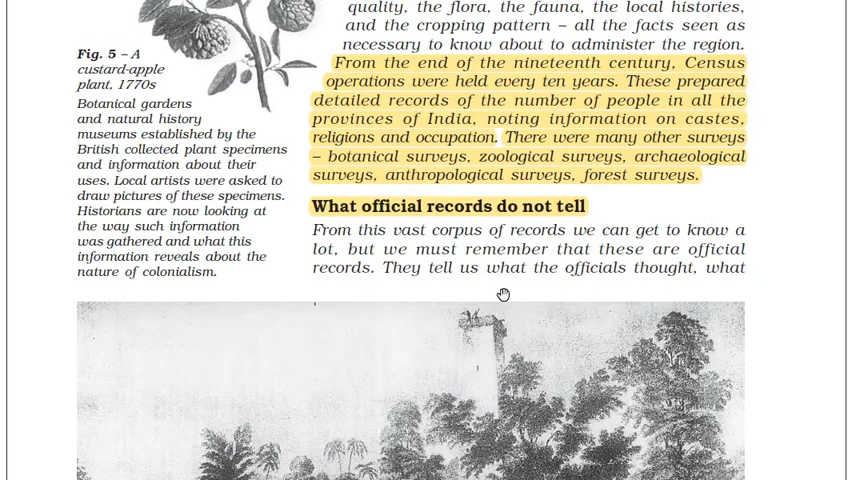 quality, the flora, the fauna, the local histories,
and the cropping pattern – all the facts seen as
necessary to know about to administer the region.
From the end of the nineteenth century, Census
operations were held every ten years. These prepared
detailed records of the number of people in all the
provinces of India, noting information on castes,
religions and occupation. There were many other surveys
– botanical surveys, zoological surveys, archaeological
surveys, anthropological surveys, forest surveys.
What official records do not tell
From this vast corpus of records we can get to know a
lot, but we must remember that these are official
records. They tell us what the officials thought, what
Fig. 5 – A
custard-apple
plant, 1770s
Botanical gardens
and natural history
museums established by the
British collected plant specimens
and information about their
uses. Local artists were asked to
draw pictures of these specimens.
Historians are now looking at
the way such information
was gathered and what this
information reveals about the
nature of colonialism.